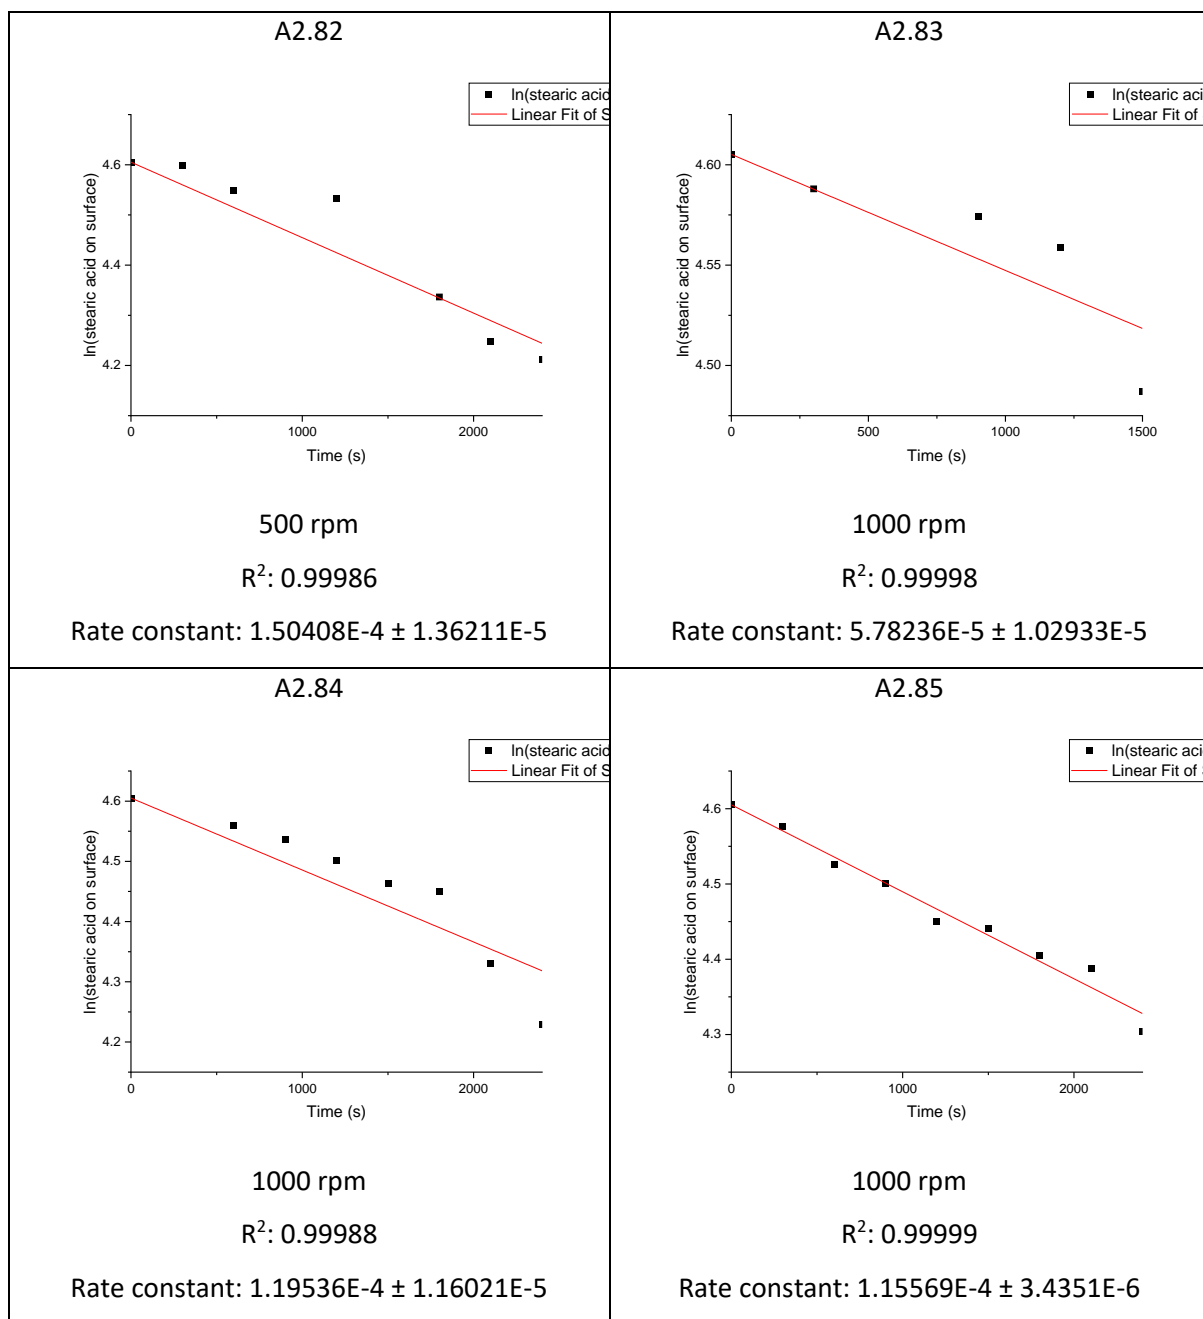 A2.82
ln(stearic acid
Linear Fit of S
ln(stearic acid on surface)
4.6
4.4
4.2
0
1000
2000
Time (s)
500 rpm
R²: 0.99986
Rate constant: 1.50408E-4 ± 1.36211E-5
A2.83
ln(stearic aci
Linear Fit of
ln(stearic acid on surface)
4.60
4.55
4.50
0
500
1000
1500
Time (s)
1000 rpm
R²: 0.99998
Rate constant: 5.78236E-5 ± 1.02933E-5
A2.84
ln(stearic acid
Linear Fit of S
ln(stearic acid on surface)
4.6
4.5
4.4
4.3
4.2
0
1000
2000
Time (s)
1000 rpm
R²: 0.99988
Rate constant: 1.19536E-4 ± 1.16021E-5
A2.85
ln(stearic aci
Linear Fit of
ln(stearic acid on surface)
4.6
4.5
4.4
4.3
0
1000
2000
Time (s)
1000 rpm
R²: 0.99999
Rate constant: 1.15569E-4 ± 3.4351E-6